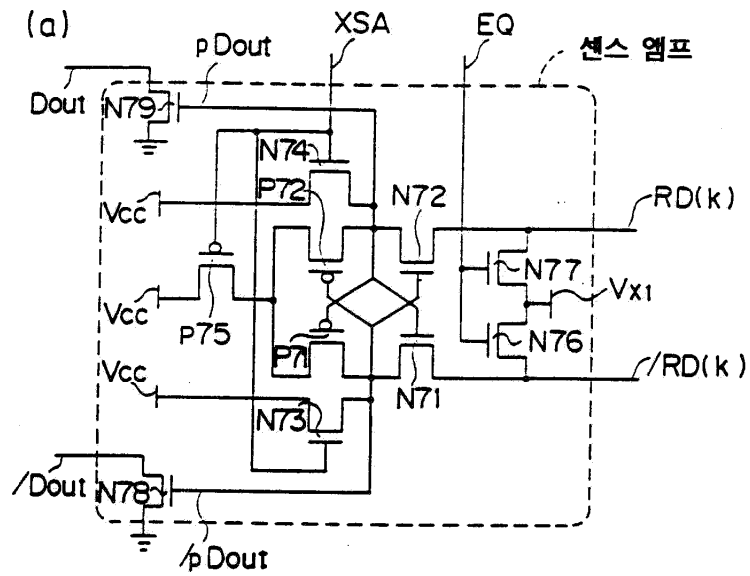 (a)
XSA
EQ
pDout
센스 앰프
Dout
N79
N74
P72
N72
RD(k)
Vcc
N77
Vx1
Vcc
P75
P71
N76
Vcc
N71
/RD(k)
N73
/Dout
N78
/pDout